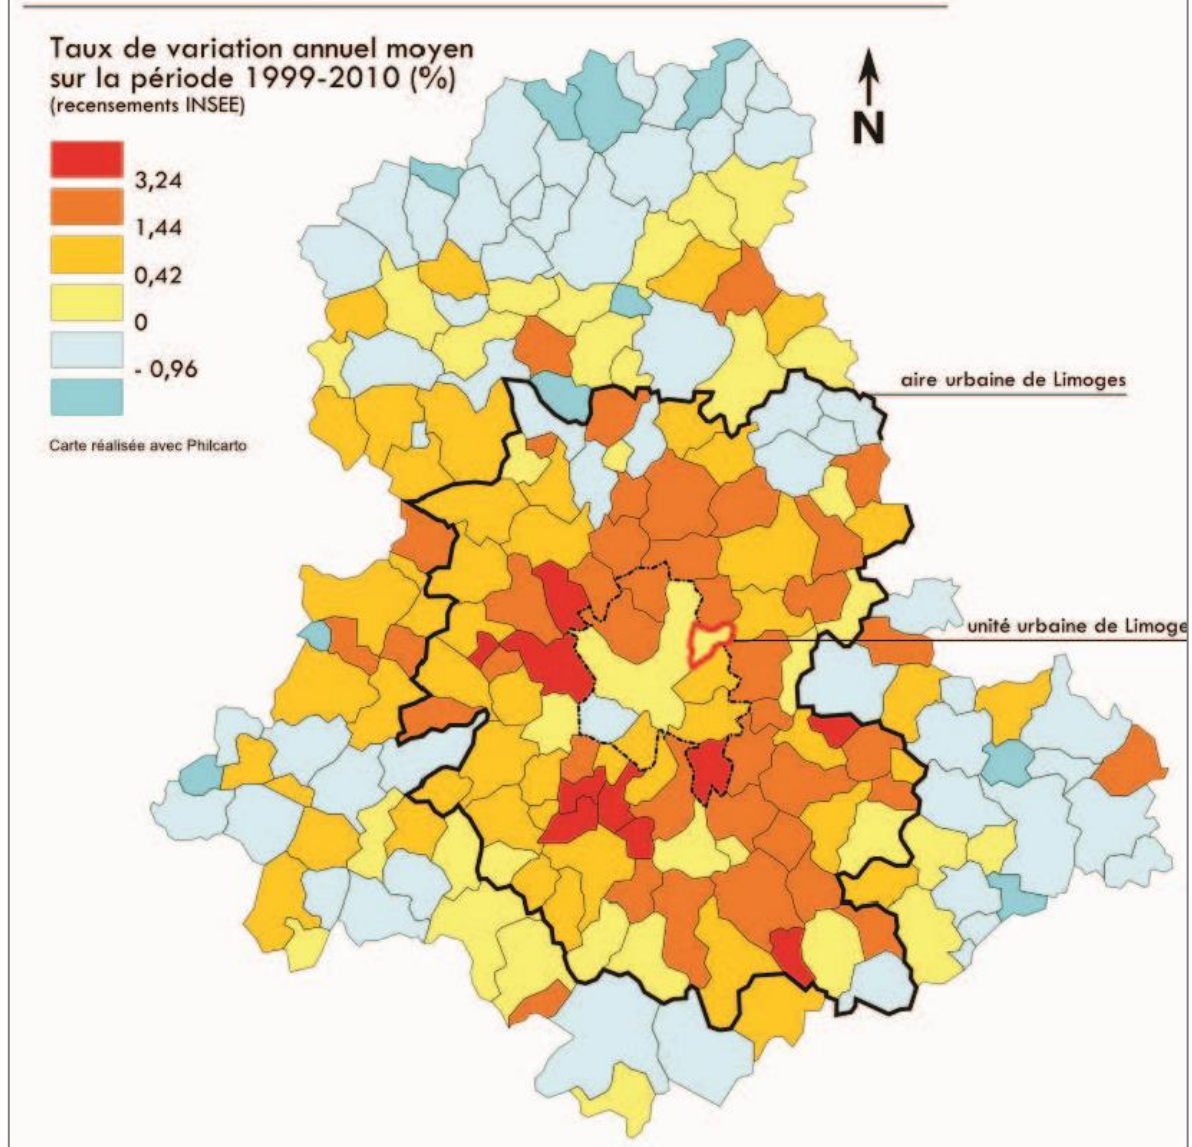 Taux de variation annuel moyen
sur la période 1999-2010 (%)
(recensements INSEE)
3,24
1,44
0,42
0
- 0,96
Carte réalisée avec Philcarto
N
aire urbaine de Limoges
unité urbaine de Limoge